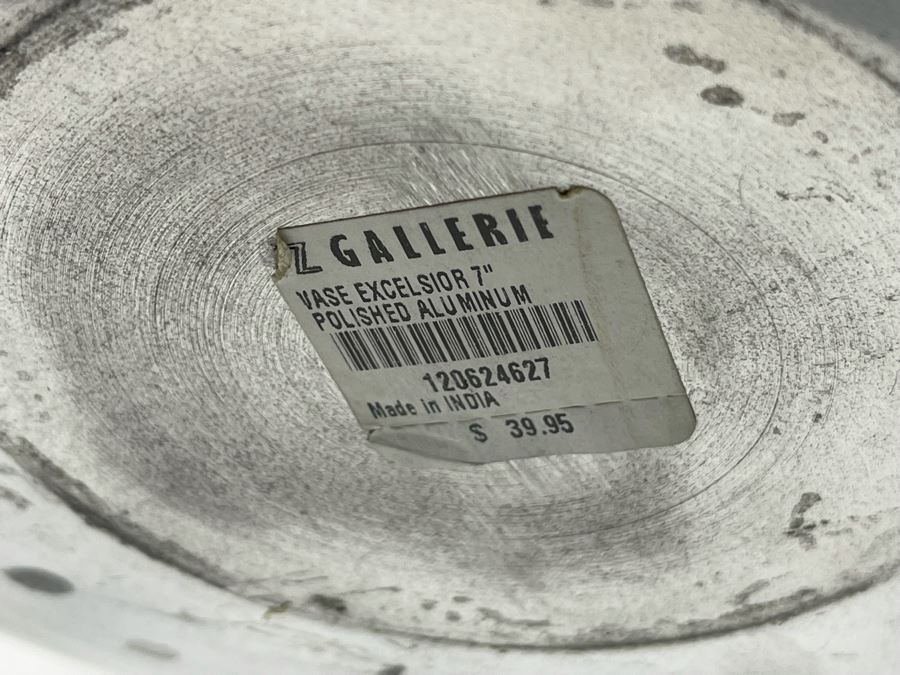 Z GALLERIE
VASE EXCELSIOR 7"
POLISHED ALUMINUM
120624627
Made in INDIA
$ 39.95